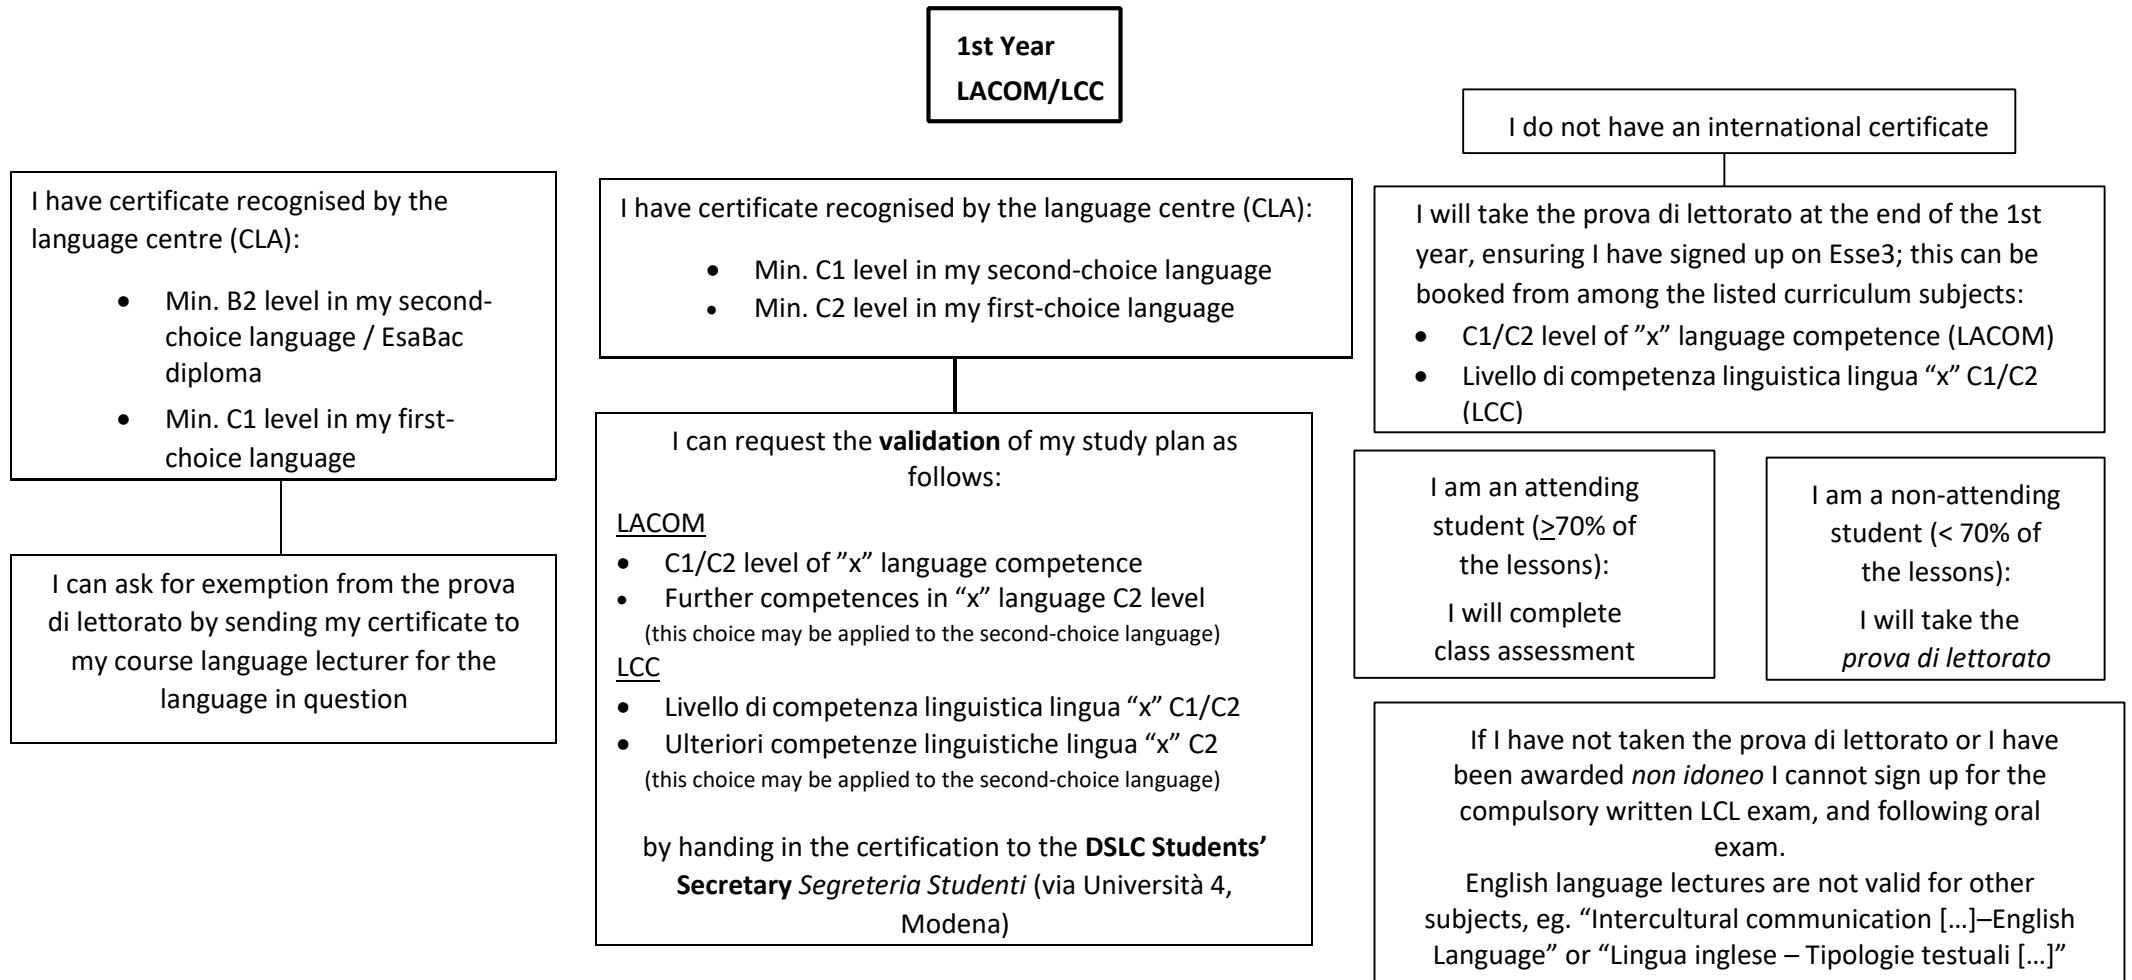 1st Year
LACOM/LCC
I have certificate recognised by the
language centre (CLA):
• Min. B2 level in my second-
choice language / EsaBac
diploma
• Min. C1 level in my first-
choice language
I can ask for exemption from the prova
di lettorato by sending my certificate to
my course language lecturer for the
language in question
I have certificate recognised by the language centre (CLA):
• Min. C1 level in my second-choice language
• Min. C2 level in my first-choice language
I can request the validation of my study plan as
follows:
LACOM
• C1/C2 level of ”x” language competence
• Further competences in “x” language C2 level
(this choice may be applied to the second-choice language)
LCC
• Livello di competenza linguistica lingua “x” C1/C2
• Ulteriori competenze linguistiche lingua “x” C2
(this choice may be applied to the second-choice language)
by handing in the certification to the DSLC Students’
Secretary Segreteria Studenti (via Università 4,
Modena)
I do not have an international certificate
I will take the prova di lettorato at the end of the 1st
year, ensuring I have signed up on Esse3; this can be
booked from among the listed curriculum subjects:
• C1/C2 level of ”x” language competence (LACOM)
• Livello di competenza linguistica lingua “x” C1/C2
(LCC)
I am an attending
student (≥70% of
the lessons):
I will complete
class assessment
I am a non-attending
student (< 70% of
the lessons):
I will take the
prova di lettorato
If I have not taken the prova di lettorato or I have
been awarded non idoneo I cannot sign up for the
compulsory written LCL exam, and following oral
exam.
English language lectures are not valid for other
subjects, eg. “Intercultural communication […]–English
Language” or “Lingua inglese – Tipologie testuali […]”